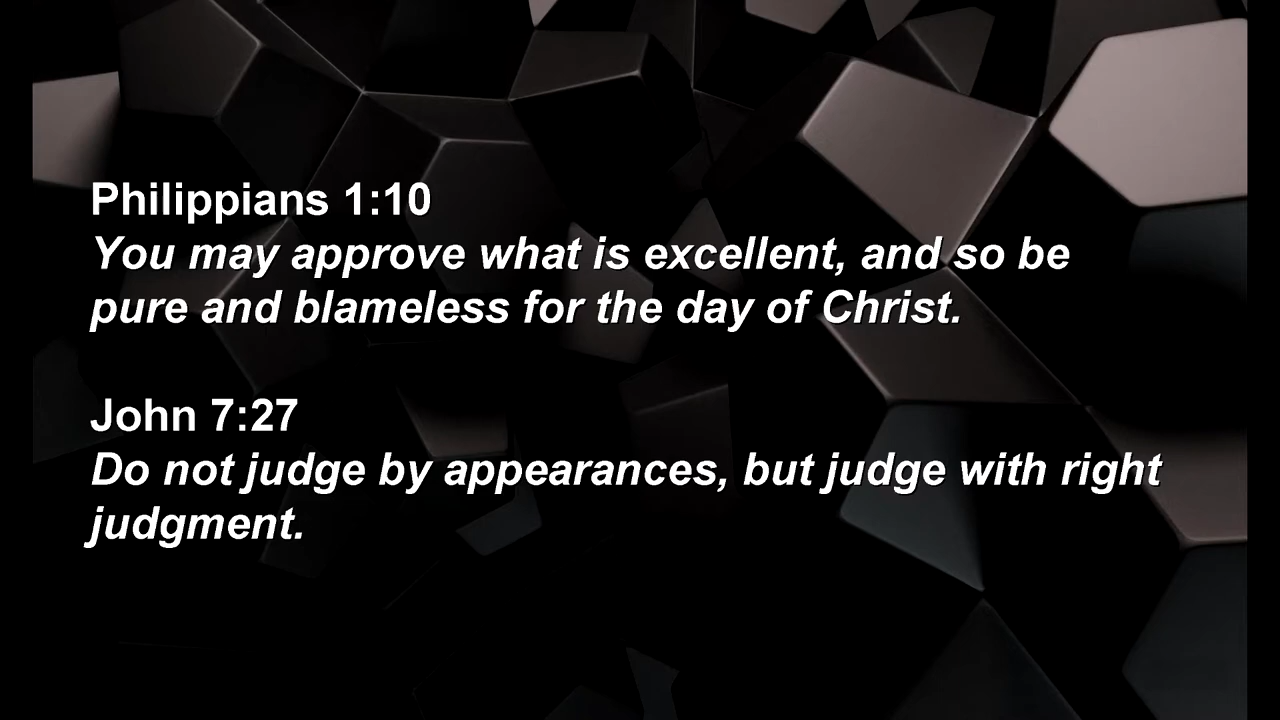 Philippians 1:10
You may approve what is excellent, and so be
pure and blameless for the day of Christ.
John 7:27
Do not judge by appearances, but judge with right
judgment.